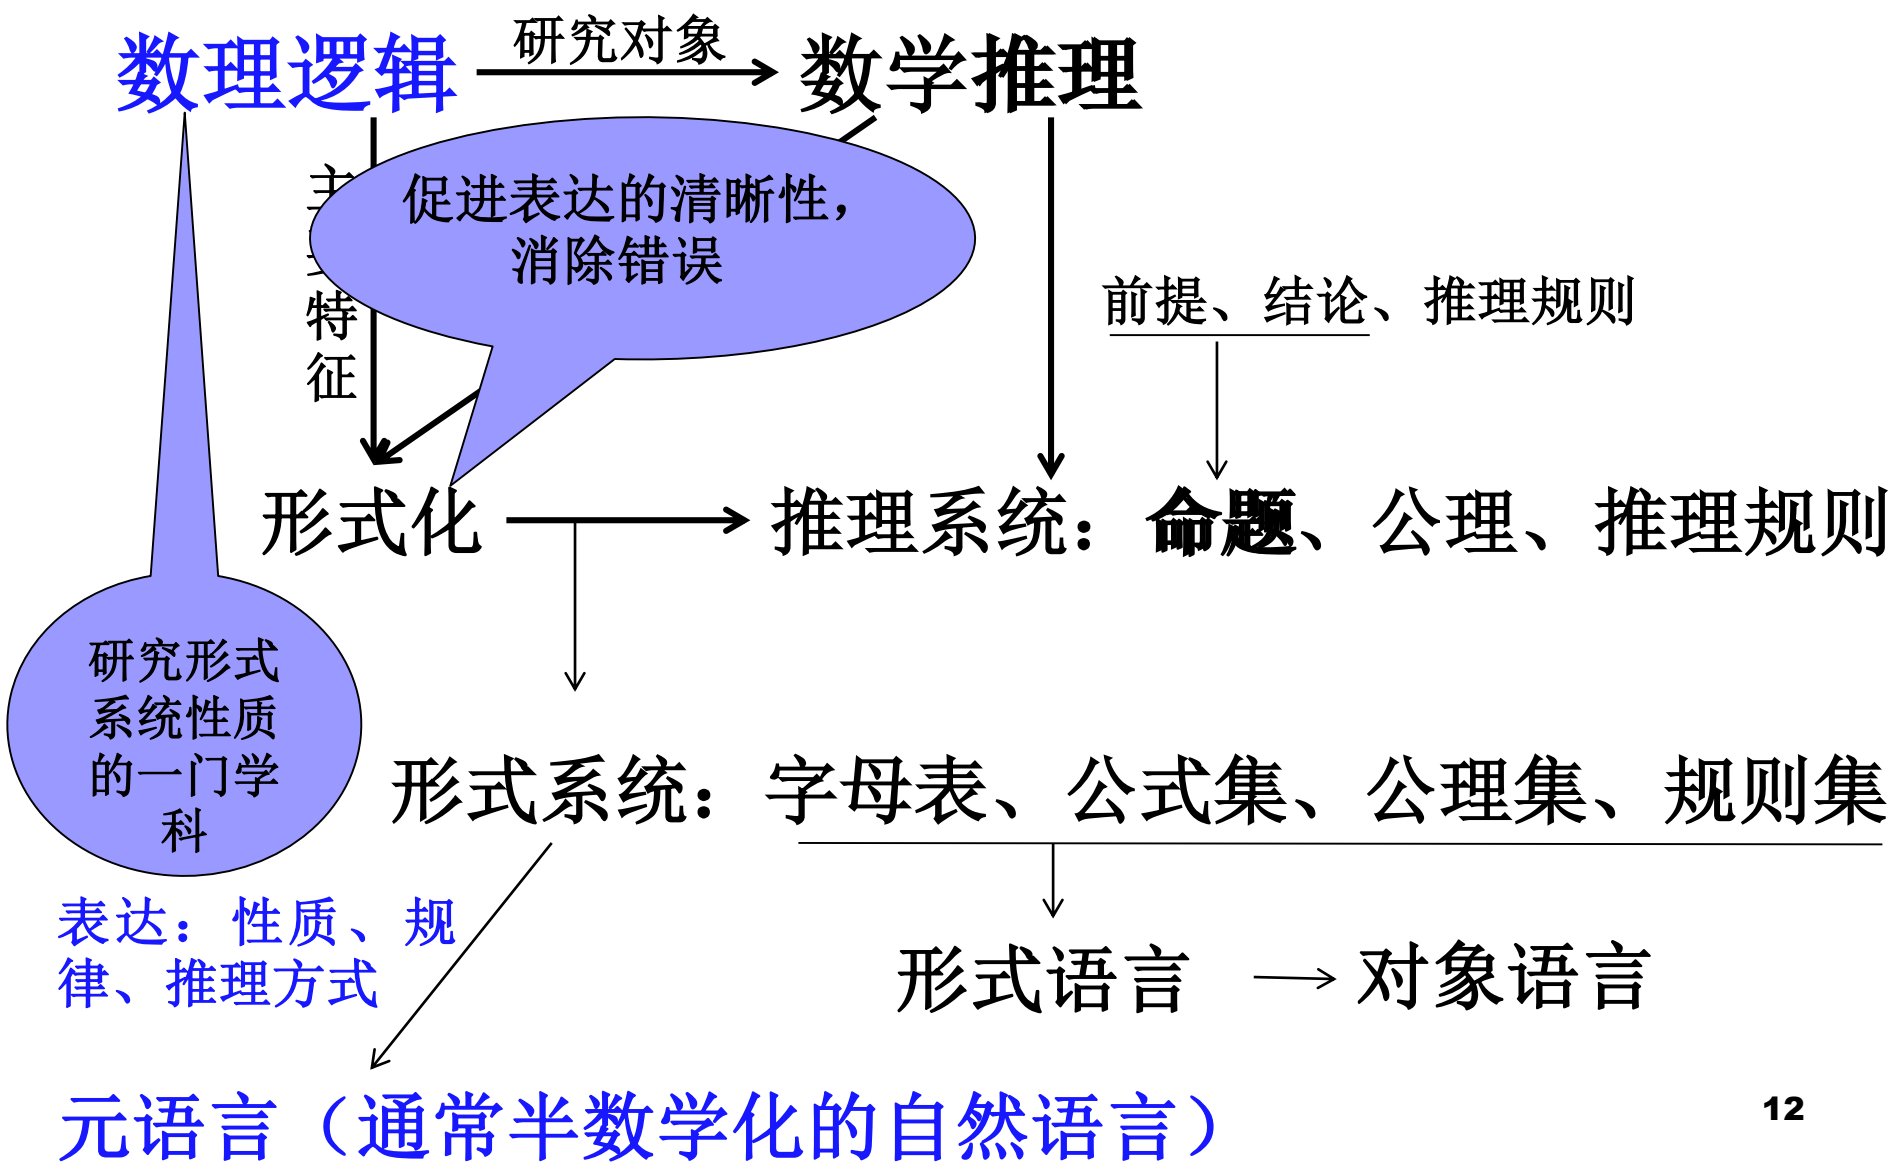 数理逻辑
研究对象
数学推理
主
特
征
促进表达的清晰性，
消除错误
前提、结论、推理规则
形式化
推理系统：命题、公理、推理规则
研究形式
系统性质
的一门学
科
形式系统：字母表、公式集、公理集、规则集
表达：性质、规
律、推理方式
形式语言
对象语言
元语言（通常半数学化的自然语言）
12